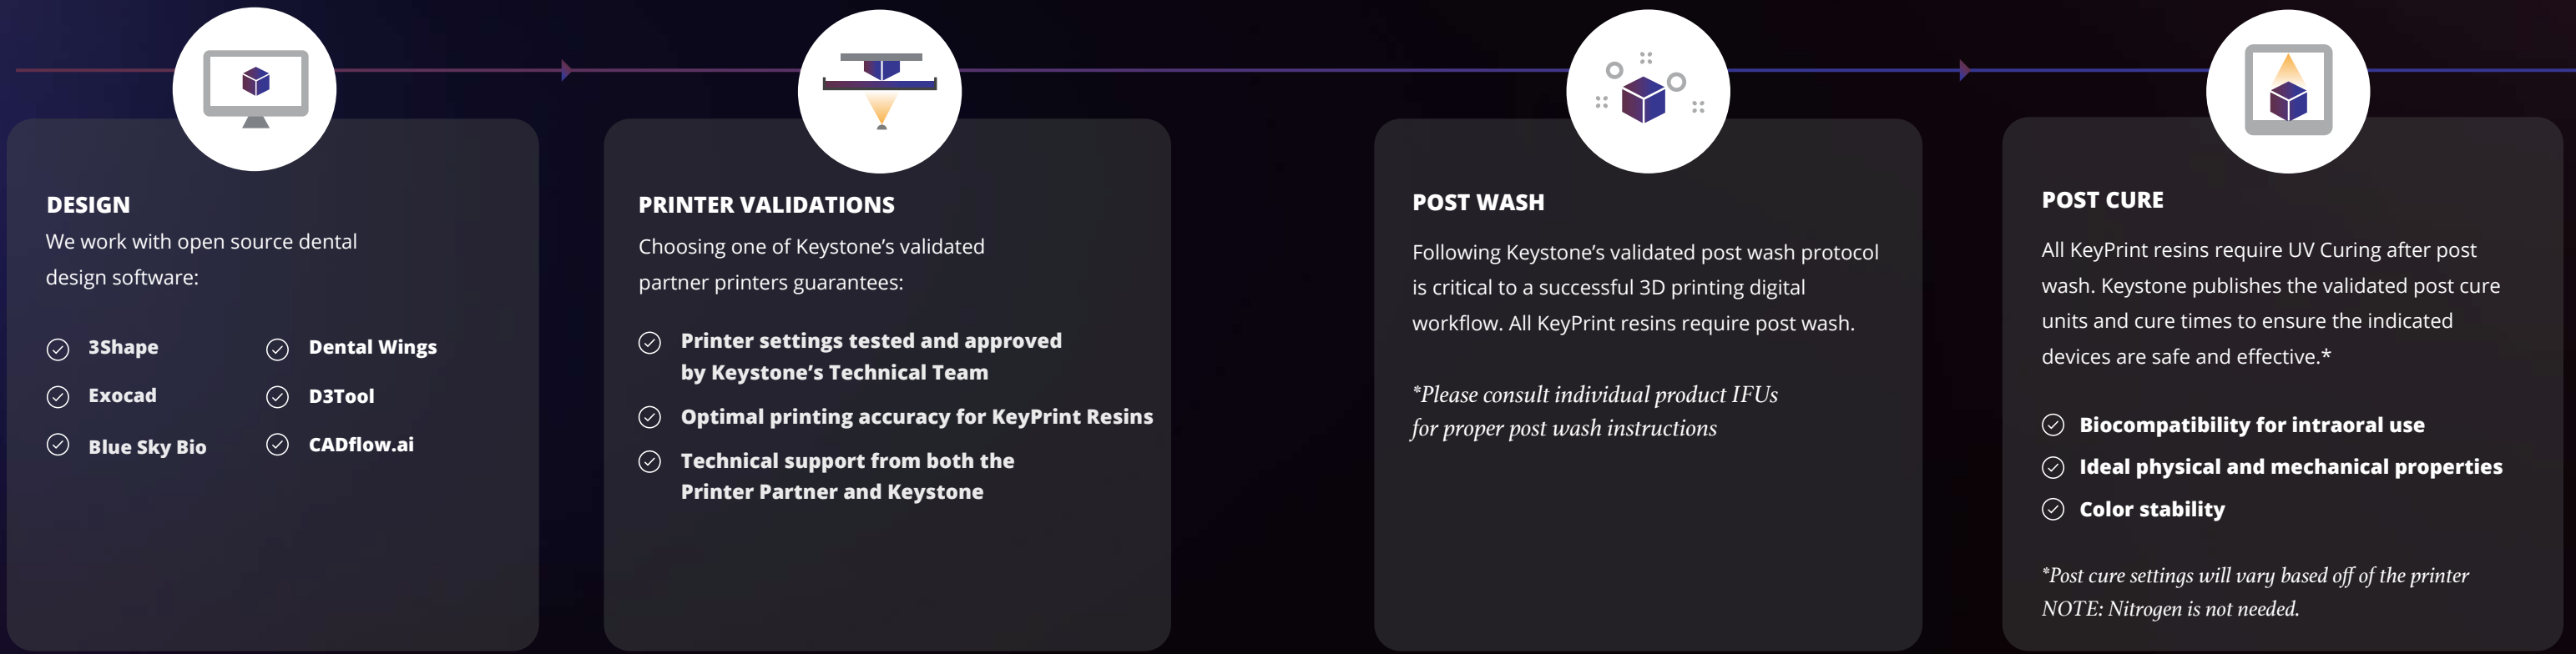 DESIGN
We work with open source dental
design software:
3Shape
Exocad
Blue Sky Bio
Dental Wings
D3Tool
CADflow.ai
PRINTER VALIDATIONS
Choosing one of Keystone’s validated
partner printers guarantees:
Printer settings tested and approved
by Keystone’s Technical Team
Optimal printing accuracy for KeyPrint Resins
Technical support from both the
Printer Partner and Keystone
POST WASH
Following Keystone’s validated post wash protocol
is critical to a successful 3D printing digital
workflow. All KeyPrint resins require post wash.
*Please consult individual product IFUs
for proper post wash instructions
POST CURE
All KeyPrint resins require UV Curing after post
wash. Keystone publishes the validated post cure
units and cure times to ensure the indicated
devices are safe and effective.*
Biocompatibility for intraoral use
Ideal physical and mechanical properties
Color stability
*Post cure settings will vary based off of the printer
NOTE: Nitrogen is not needed.